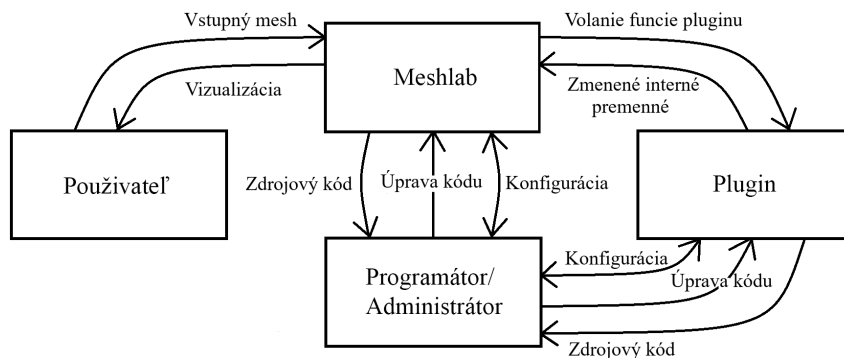 Vstupný mesh
Volanie funcie pluginu
Meshlab
Vizualizácia
Zmenené interné
premenné
Použivateľ
Plugin
Zdrojový kód
Úprava kódu
Konfigurácia
Programátor/
Administrátor
Konfigurácia
Úprava kódu
Zdrojový kód